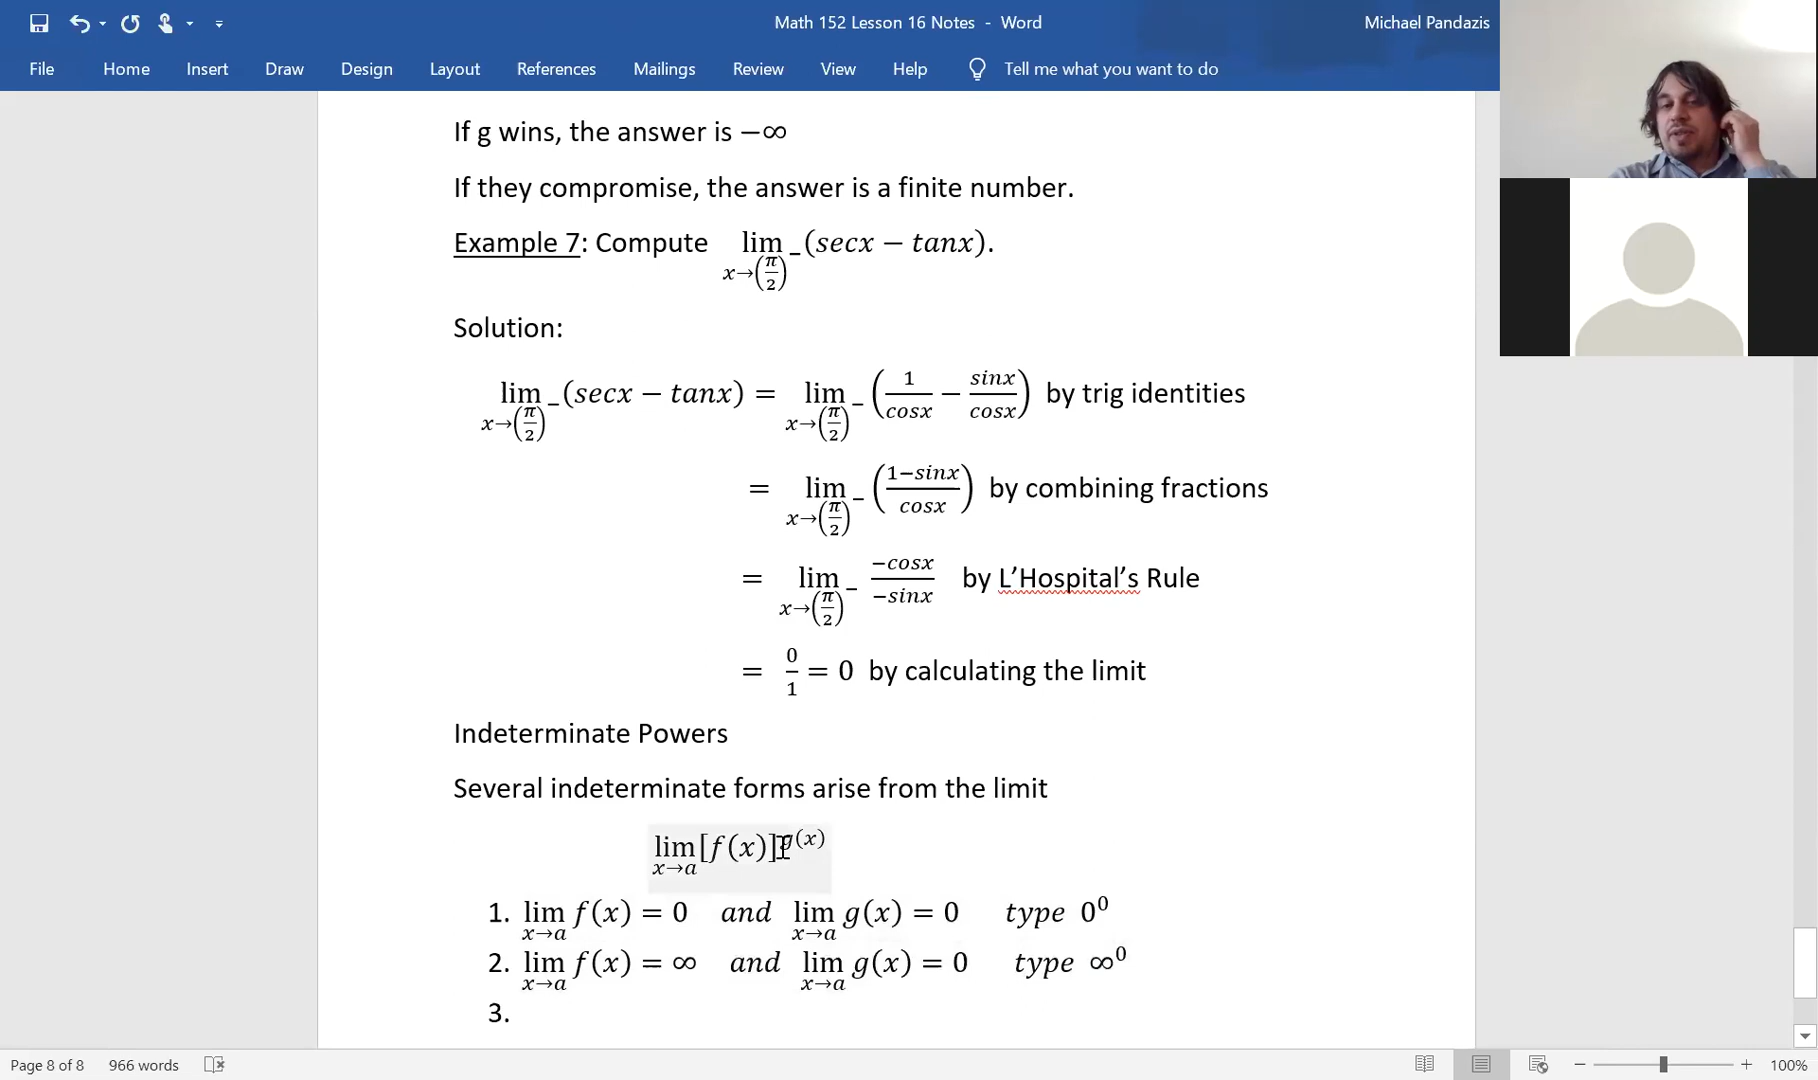 Math 152 Lesson 16 Notes - Word
Michael Pandazis
File Home Insert Draw Design Layout References Mailings Review View Help Tell me what you want to do
If g wins, the answer is −∞
If they compromise, the answer is a finite number.
Example 7: Compute lim x→(π/2)⁻ (secx − tanx).
Solution:
lim x→(π/2)⁻ (secx − tanx) = lim x→(π/2)⁻ (1/cosx − sinx/cosx) by trig identities
= lim x→(π/2)⁻ ((1−sinx)/cosx) by combining fractions
= lim x→(π/2)⁻ (−cosx)/(−sinx) by L’Hospital’s Rule
= 0/1 = 0 by calculating the limit
Indeterminate Powers
Several indeterminate forms arise from the limit
lim x→a [f(x)]^g(x)
1. lim x→a f(x) = 0 and lim x→a g(x) = 0 type 0⁰
2. lim x→a f(x) = ∞ and lim x→a g(x) = 0 type ∞⁰
3.
Page 8 of 8 966 words 100%